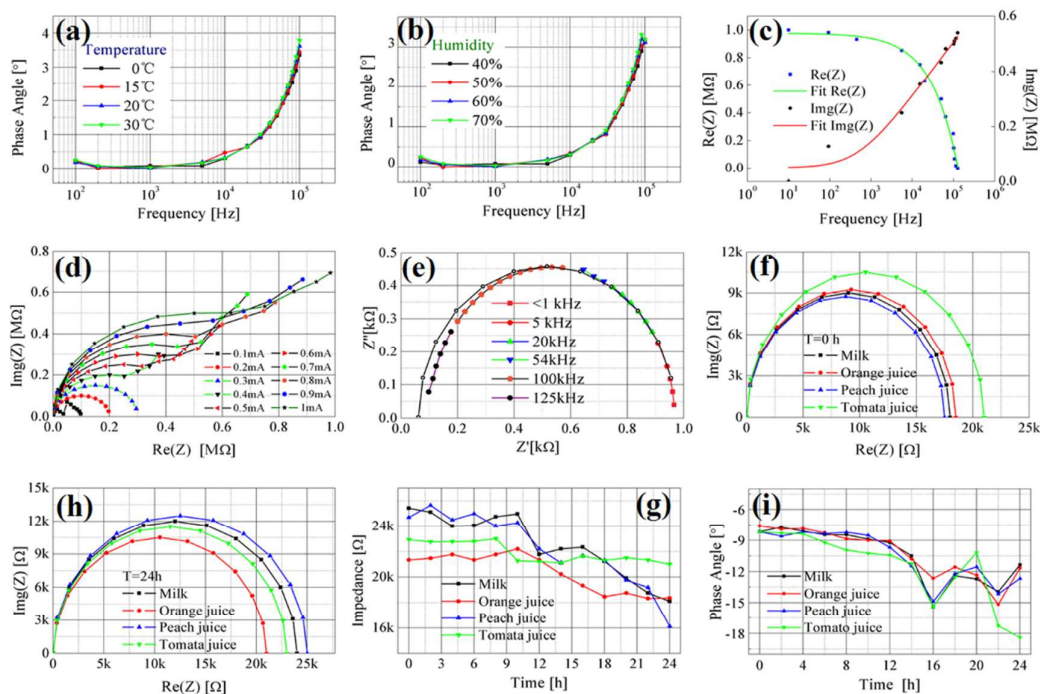 (a)
Temperature
0℃
15℃
20℃
30℃
Phase Angle [°]
4
3
2
1
0
10² 10³ 10⁴ 10⁵
Frequency [Hz]
(b)
Humidity
40%
50%
60%
70%
Phase Angle [°]
3
2
1
0
10² 10³ 10⁴ 10⁵
Frequency [Hz]
(c)
Re(Z)
Fit Re(Z)
Img(Z)
Fit Img(Z)
Re(Z) [MΩ]
1.0
0.8
0.6
0.4
0.2
0.0
Img(Z) [MΩ]
0.6
0.4
0.2
0.0
10⁰ 10¹ 10² 10³ 10⁴ 10⁵ 10⁶
Frequency [Hz]
(d)
Img(Z) [MΩ]
0.8
0.6
0.4
0.2
0.0
0.1mA 0.6mA
0.2mA 0.7mA
0.3mA 0.8mA
0.4mA 0.9mA
0.5mA 1mA
0.0 0.2 0.4 0.6 0.8 1.0
Re(Z) [MΩ]
(e)
Z"[kΩ]
0.5
0.4
0.3
0.2
0.1
0.0
<1 kHz
5 kHz
20kHz
54kHz
100kHz
125kHz
0.0 0.2 0.4 0.6 0.8 1.0
Z'[kΩ]
(f)
Img(Z) [Ω]
12k
9k
6k
3k
0
T=0 h
Milk
Orange juice
Peach juice
Tomata juice
0 5k 10k 15k 20k 25k
Re(Z) [Ω]
(h)
Img(Z) [Ω]
15k
12k
9k
6k
3k
0
T=24h
Milk
Orange juice
Peach juice
Tomata juice
0 5k 10k 15k 20k 25k 30k
Re(Z) [Ω]
(g)
Impedance [Ω]
24k
20k
16k
Milk
Orange juice
Peach juice
Tomata juice
0 2 4 6 8 10 12 14 16 18 20 22 24
Time [h]
(i)
Phase Angle [°]
-6
-9
-12
-15
-18
Milk
Orange juice
Peach juice
Tomato juice
0 4 8 12 16 20 24
Time [h]